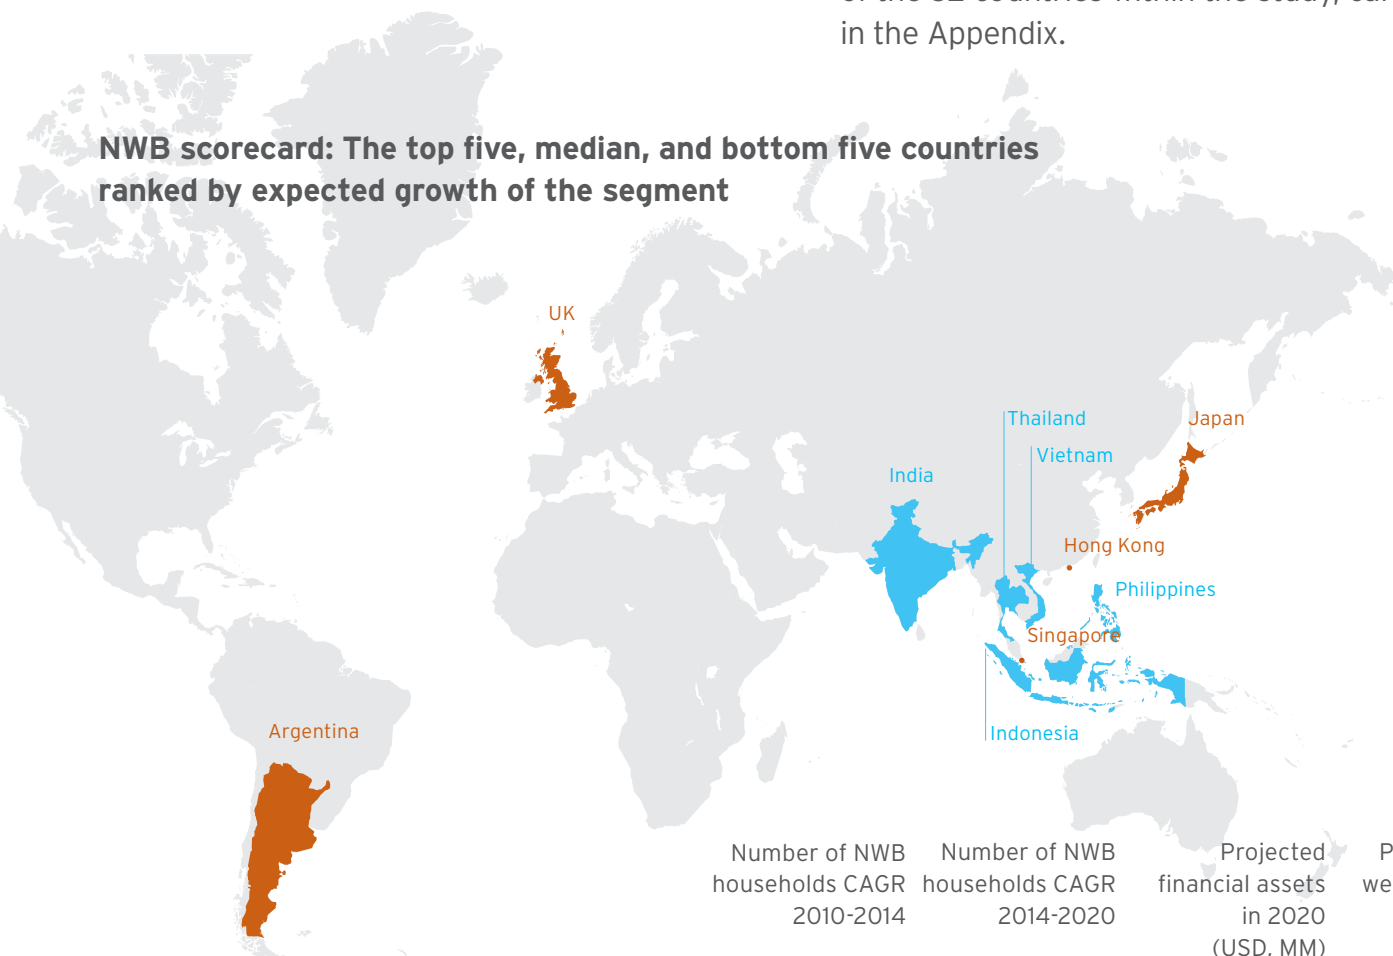 in the Appendix.
NWB scorecard: The top five, median, and bottom five countries
ranked by expected growth of the segment
UK
Thailand
Japan
Vietnam
India
Hong Kong
Philippines
Singapore
Argentina
Indonesia
Number of NWB
households CAGR
2010-2014
Number of NWB
households CAGR
2014-2020
Projected
financial assets
in 2020
(USD, MM)
P
we